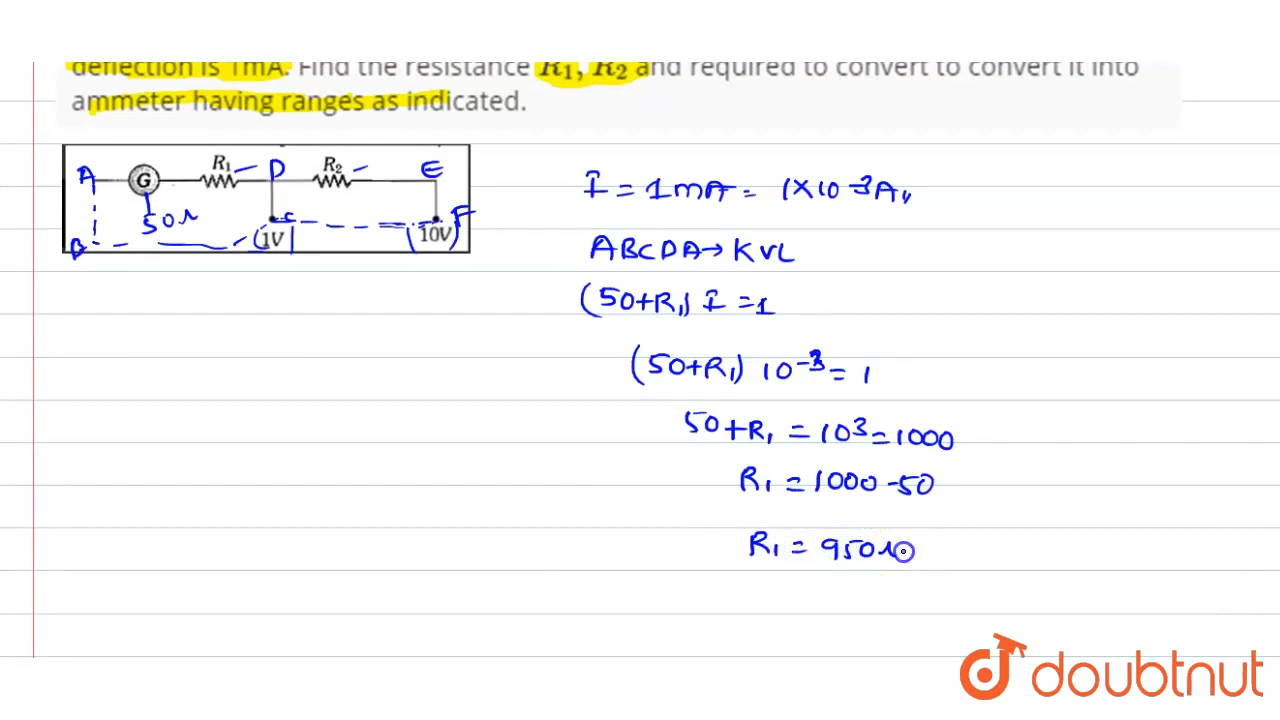 deflection is 1mA. Find the resistance R₁, R₂ and required to convert to convert it into
ammeter having ranges as indicated.
A G R₁ D R₂ E
50Ω
B C F
1V 10V
I = 1mA = 1×10⁻³A,
ABCDA→KVL
(50+R₁) I = 1
(50+R₁) 10⁻³ = 1
50+R₁ = 10³ = 1000
R₁ = 1000-50
R₁ = 950Ω
doubtnut